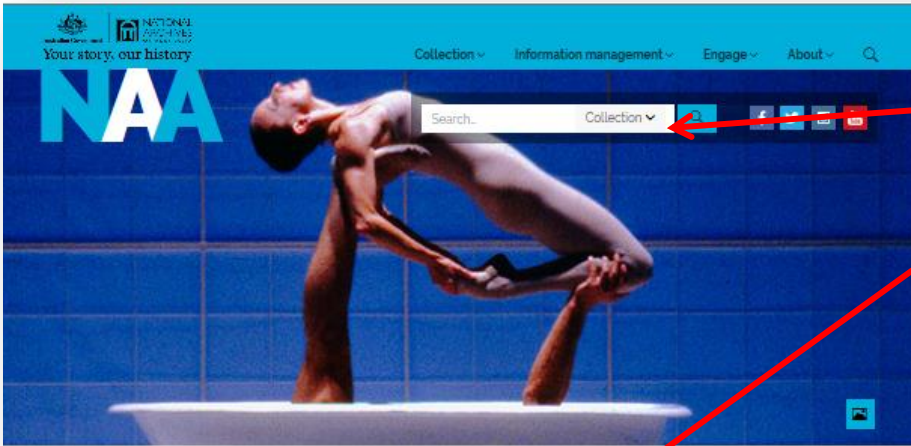 NATIONAL
ARCHIVES
Your story, our history
Collection
Information management
Engage
About
NAA
Search...
Collection